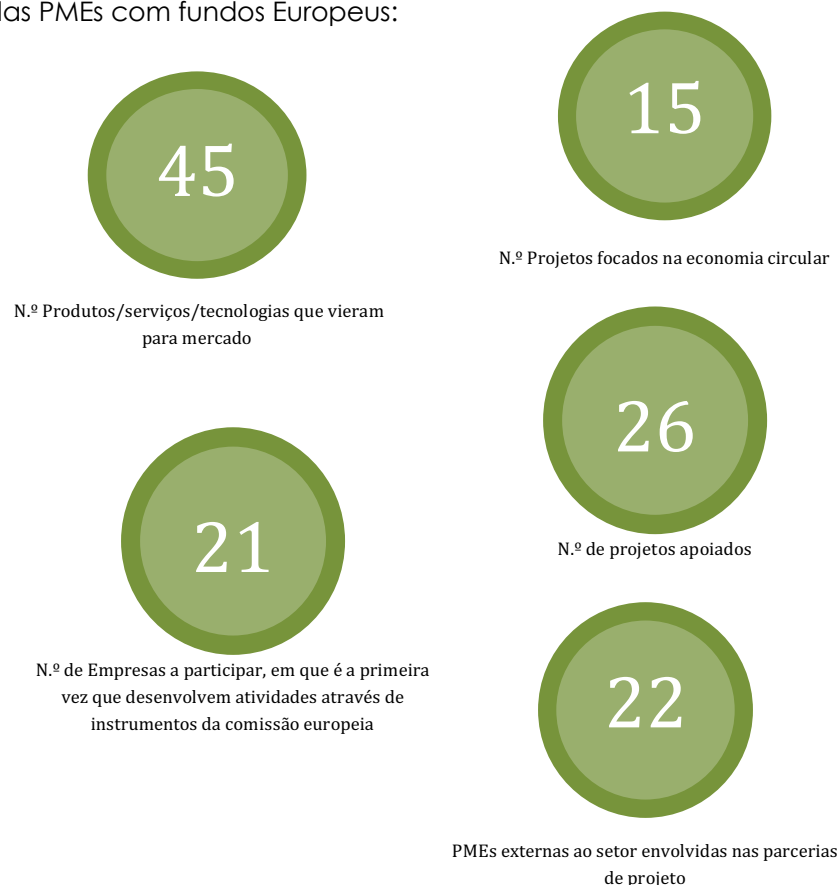 das PMEs com fundos Europeus:
45
N.º Produtos/serviços/tecnologias que vieram
para mercado
15
N.º Projetos focados na economia circular
21
N.º de Empresas a participar, em que é a primeira
vez que desenvolvem atividades através de
instrumentos da comissão europeia
26
N.º de projetos apoiados
22
PMEs externas ao setor envolvidas nas parcerias
de projeto